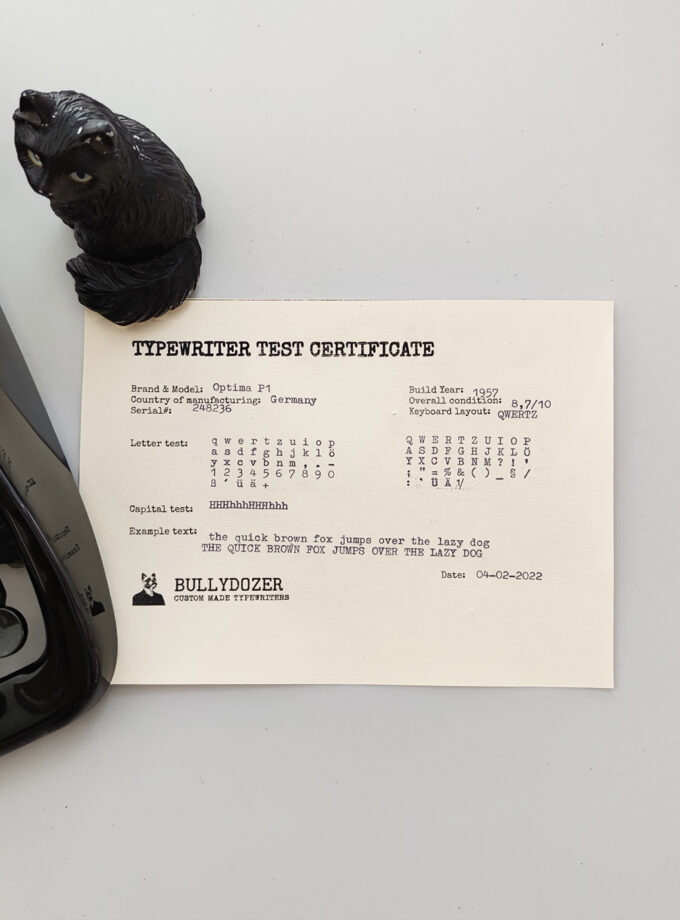 TYPEWRITER TEST CERTIFICATE
Brand & Model: Optima P1
Country of manufacturing: Germany
Serial#: 248236
Build Year: 1957
Overall condition: 8,7/10
Keyboard layout: QWERTZ
Letter test:
q w e r t z u i o p
a s d f g h j k l ö
y x c v b n m , . -
1 2 3 4 5 6 7 8 9 0
ß ´ ü ä +
Q W E R T Z U I O P
A S D F G H J K L Ö
Y X C V B N M ? ! '
; " = % & ( ) _ § /
: ` Ü Ä
Capital test: HHHhhhHHHhhh
Example text: the quick brown fox jumps over the lazy dog
THE QUICK BROWN FOX JUMPS OVER THE LAZY DOG
Date: 04-02-2022
BULLYDOZER
CUSTOM MADE TYPEWRITERS